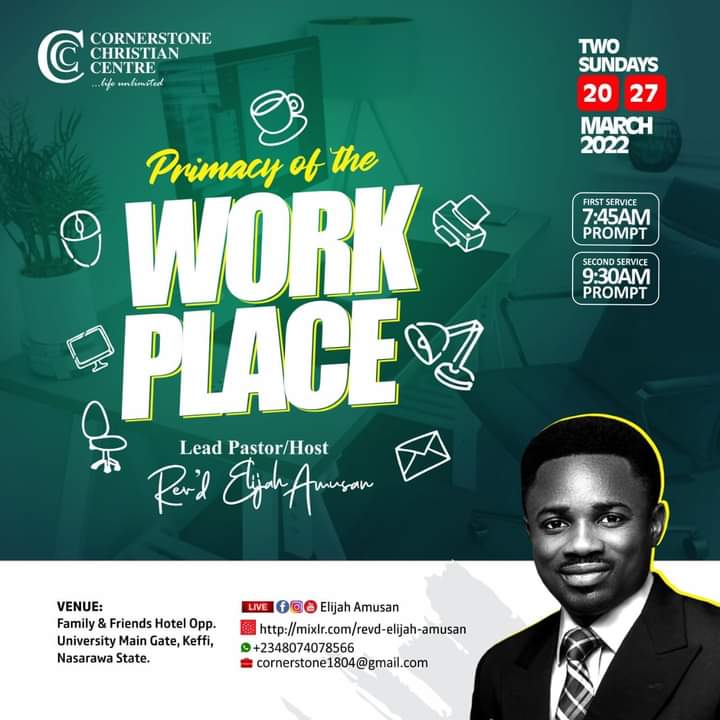 CORNERSTONE
CHRISTIAN
CENTRE
...life unlimited
TWO
SUNDAYS
20 27
MARCH
2022
FIRST SERVICE
7:45AM
PROMPT
SECOND SERVICE
9:30AM
PROMPT
Primacy of the
WORK
PLACE
Lead Pastor/Host
Rev'd Elijah Amusan
VENUE:
Family & Friends Hotel Opp.
University Main Gate, Keffi,
Nasarawa State.
LIVE Elijah Amusan
http://mixlr.com/revd-elijah-amusan
+2348074078566
cornerstone1804@gmail.com